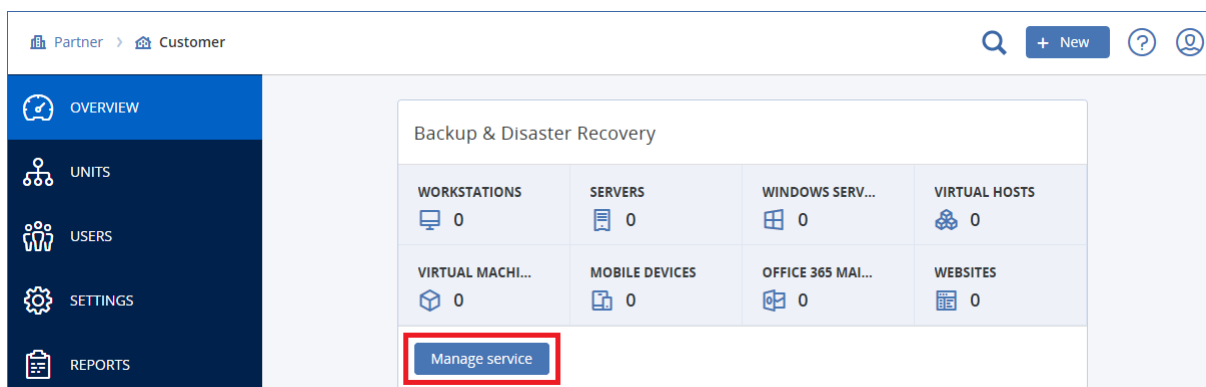 Partner > Customer
+ New
OVERVIEW
UNITS
USERS
SETTINGS
REPORTS
Backup & Disaster Recovery
WORKSTATIONS SERVERS WINDOWS SERV... VIRTUAL HOSTS
0 0 0 0
VIRTUAL MACHI... MOBILE DEVICES OFFICE 365 MAI... WEBSITES
0 0 0 0
Manage service